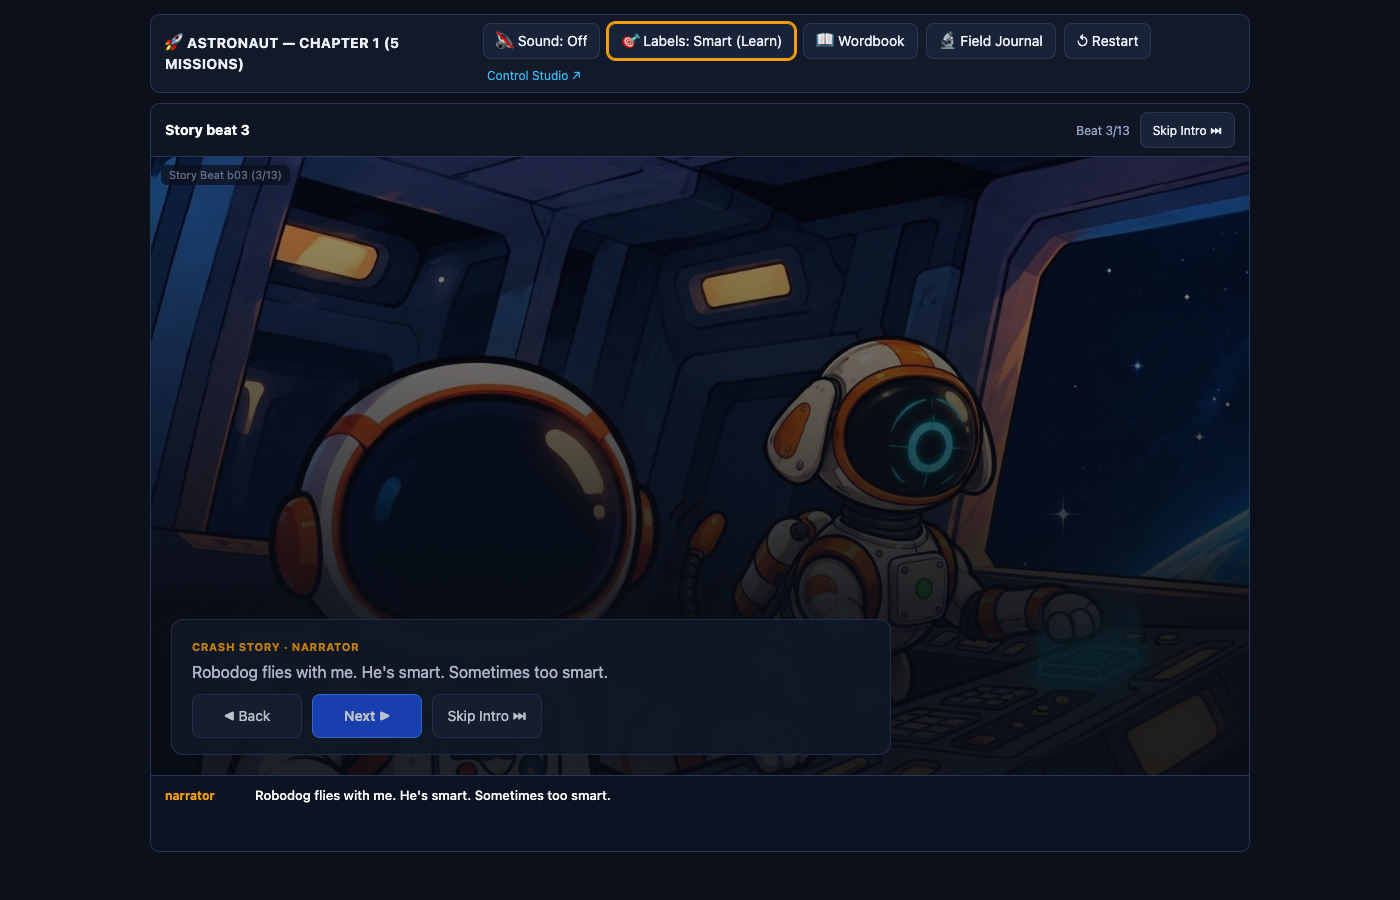 🚀 ASTRONAUT — CHAPTER 1 (5
MISSIONS)
🔇 Sound: Off
🎯 Labels: Smart (Learn)
📖 Wordbook
🔬 Field Journal
↺ Restart
Control Studio ↗
Story beat 3
Beat 3/13
Skip Intro ⏭
Story Beat b03 (3/13)
CRASH STORY · NARRATOR
Robodog flies with me. He's smart. Sometimes too smart.
◀ Back
Next ▶
Skip Intro ⏭
narrator
Robodog flies with me. He's smart. Sometimes too smart.